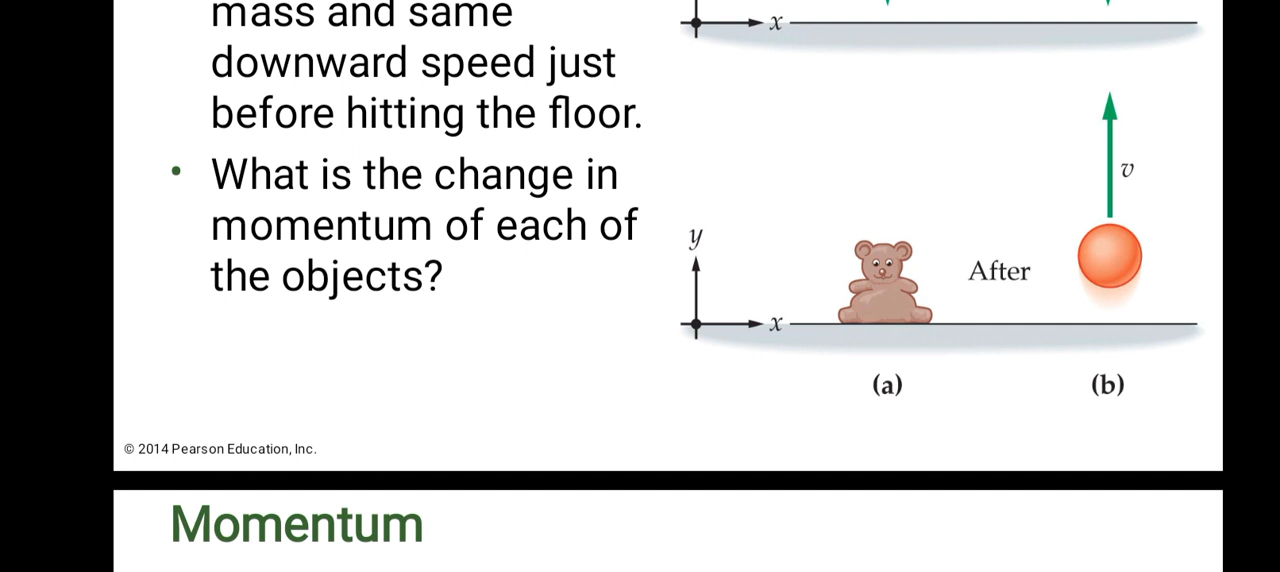 mass and same
downward speed just
before hitting the floor.
• What is the change in
momentum of each of
the objects?
x
v
y
After
x
(a)
(b)
© 2014 Pearson Education, Inc.
Momentum